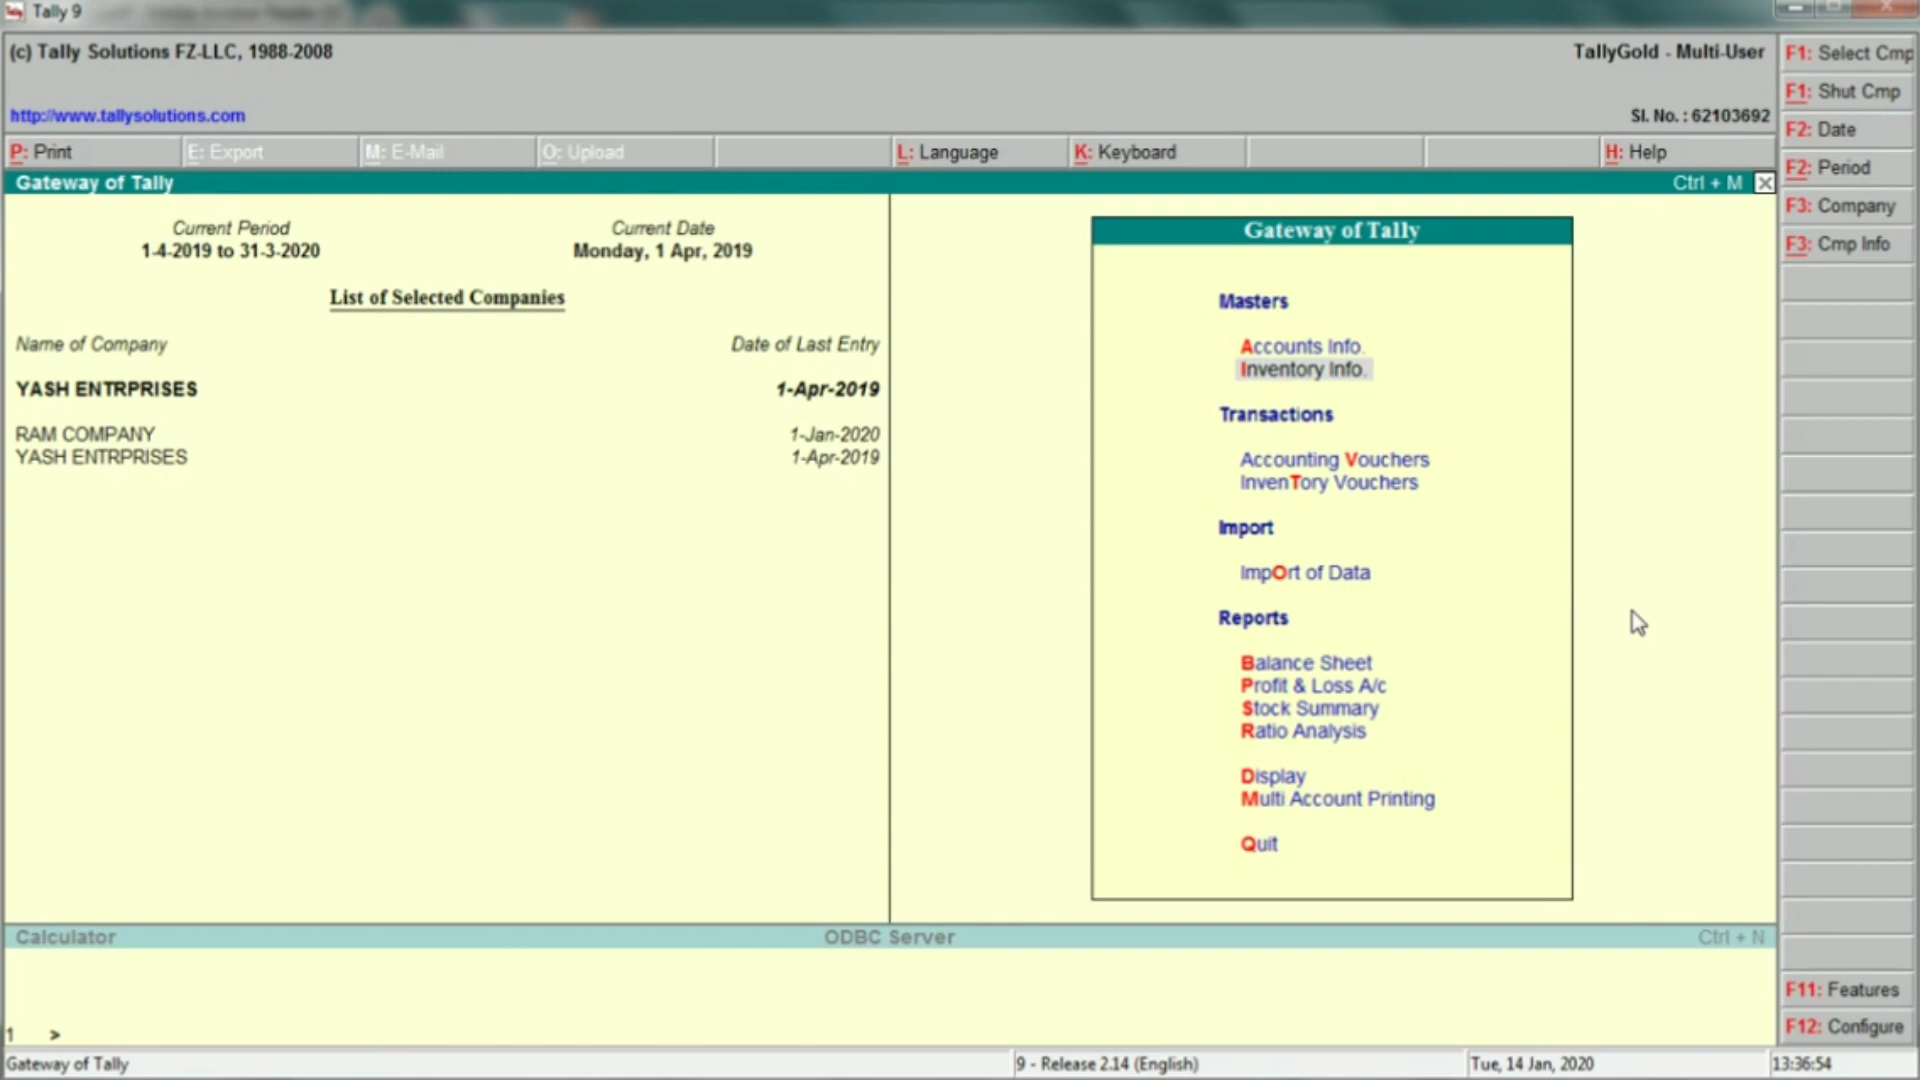 Tally 9
(c) Tally Solutions FZ-LLC, 1988-2008
TallyGold - Multi-User
http://www.tallysolutions.com
Sl. No. : 62103692
P: Print
E: Export
M: E-Mail
O: Upload
L: Language
K: Keyboard
H: Help
Gateway of Tally
Ctrl + M
Current Period
1-4-2019 to 31-3-2020
Current Date
Monday, 1 Apr, 2019
List of Selected Companies
Name of Company
Date of Last Entry
YASH ENTRPRISES
1-Apr-2019
RAM COMPANY
1-Jan-2020
YASH ENTRPRISES
1-Apr-2019
Gateway of Tally
Masters
Accounts Info.
Inventory Info.
Transactions
Accounting Vouchers
InvenTory Vouchers
Import
ImpOrt of Data
Reports
Balance Sheet
Profit & Loss A/c
Stock Summary
Ratio Analysis
Display
Multi Account Printing
Quit
F1: Select Cmp
F1: Shut Cmp
F2: Date
F2: Period
F3: Company
F3: Cmp Info
F11: Features
F12: Configure
Calculator
ODBC Server
Ctrl + N
1 >
Gateway of Tally
9 - Release 2.14 (English)
Tue, 14 Jan, 2020
13:36:54